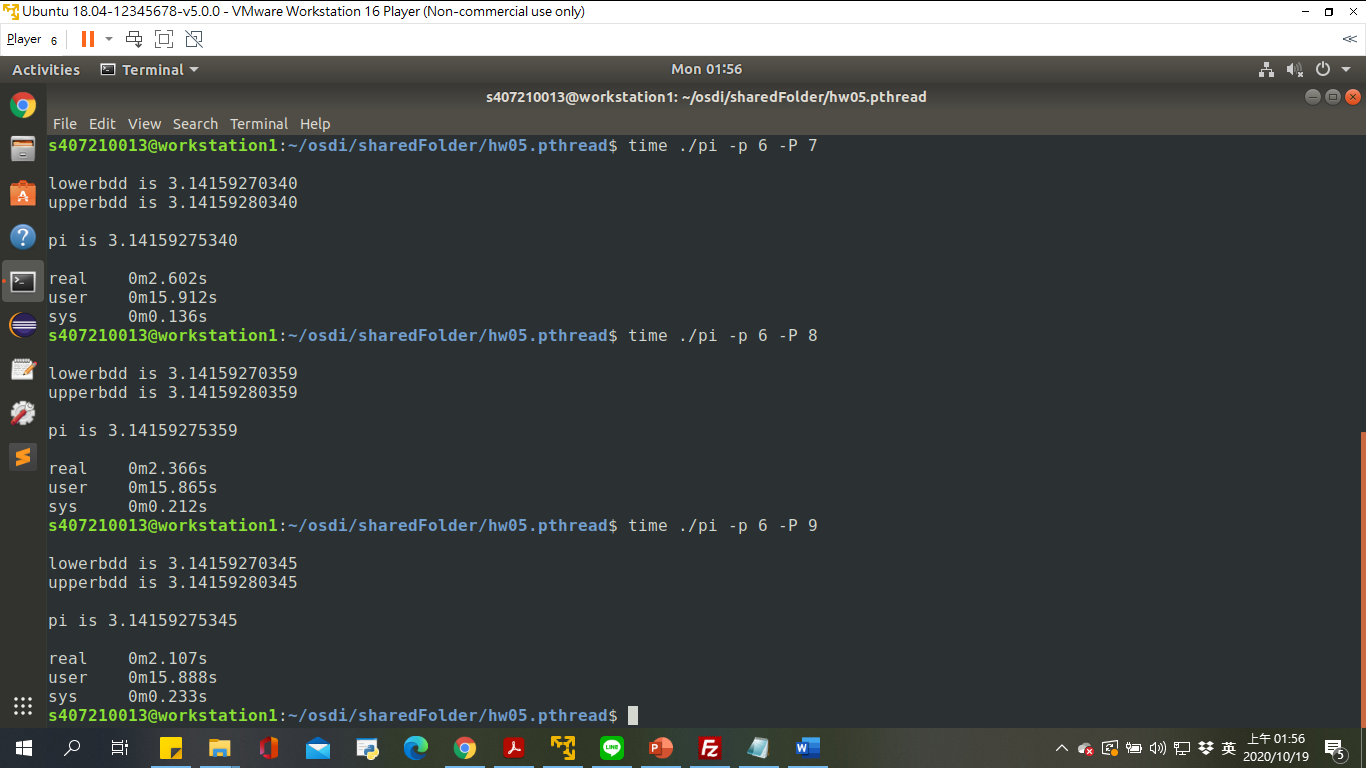 Ubuntu 18.04-12345678-v5.0.0 - VMware Workstation 16 Player (Non-commercial use only)
Player 6
Activities Terminal Mon 01:56
s407210013@workstation1: ~/osdi/sharedFolder/hw05.pthread
File Edit View Search Terminal Help
s407210013@workstation1:~/osdi/sharedFolder/hw05.pthread$ time ./pi -p 6 -P 7
lowerbdd is 3.14159270340
upperbdd is 3.14159280340
pi is 3.14159275340
real 0m2.602s
user 0m15.912s
sys 0m0.136s
s407210013@workstation1:~/osdi/sharedFolder/hw05.pthread$ time ./pi -p 6 -P 8
lowerbdd is 3.14159270359
upperbdd is 3.14159280359
pi is 3.14159275359
real 0m2.366s
user 0m15.865s
sys 0m0.212s
s407210013@workstation1:~/osdi/sharedFolder/hw05.pthread$ time ./pi -p 6 -P 9
lowerbdd is 3.14159270345
upperbdd is 3.14159280345
pi is 3.14159275345
real 0m2.107s
user 0m15.888s
sys 0m0.233s
s407210013@workstation1:~/osdi/sharedFolder/hw05.pthread$
LINE
英
上午 01:56
2020/10/19
5